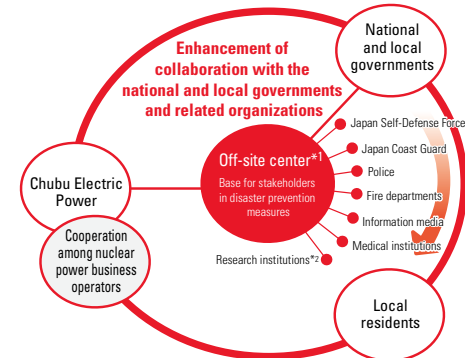 Enhancement of
collaboration with the
national and local governments
and related organizations
National
and local
governments
Japan Self-Defense Force
Japan Coast Guard
Police
Fire departments
Information media
Medical institutions
Research institutions*2
Off-site center*1
Base for stakeholders
in disaster prevention
measures
Chubu Electric
Power
Cooperation
among nuclear
power business
operators
Local
residents